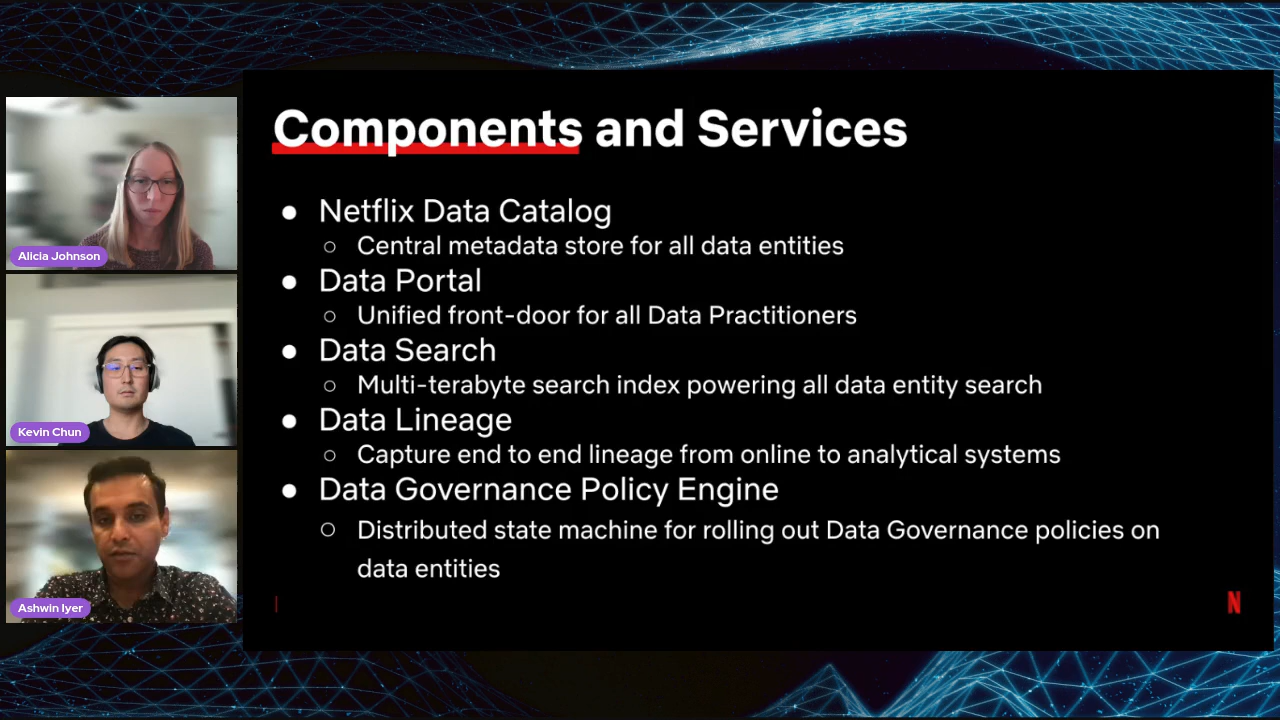 Components and Services
● Netflix Data Catalog
○ Central metadata store for all data entities
● Data Portal
○ Unified front-door for all Data Practitioners
● Data Search
○ Multi-terabyte search index powering all data entity search
● Data Lineage
○ Capture end to end lineage from online to analytical systems
● Data Governance Policy Engine
○ Distributed state machine for rolling out Data Governance policies on
data entities
N
Alicia Johnson
Kevin Chun
Ashwin Iyer